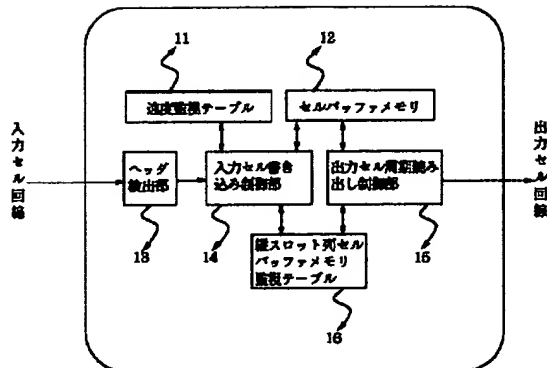 11
12
速度監視テーブル
セルバッファメモリ
入力セル回線
ヘッダ
検出部
入力セル書き
込み制御部
出力セル周期読み
出し制御部
出力セル回線
13
14
15
縦スロット列セル
バッファメモリ
監視テーブル
16